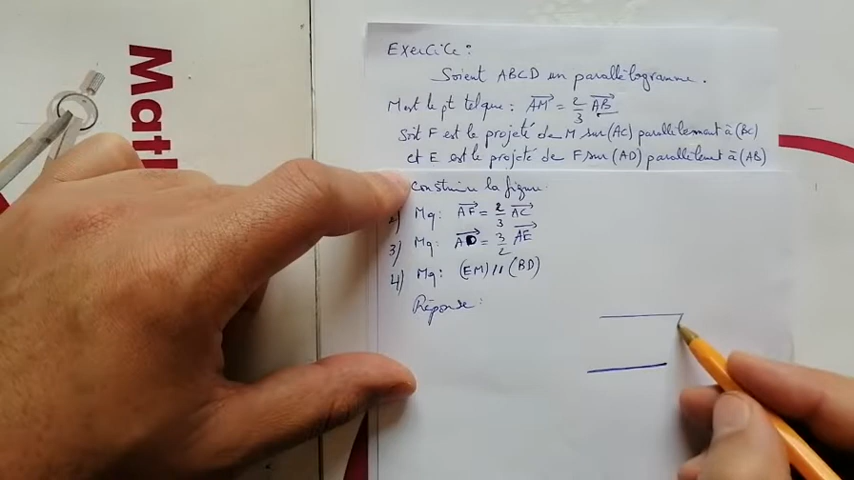 Math
Exercice :
Soient ABCD un parallélogramme .
M est le pt tel que : AM = 2/3 AB
Soit F est le projeté de M sur (AC) parallèlement à (BC)
et E est le projeté de F sur (AD) parallèlement à (AB)
Construire la figure
2) Mq: AF = 2/3 AC
3) Mq: AD = 3/2 AE
4) Mq: (EM) // (BD)
Réponse :